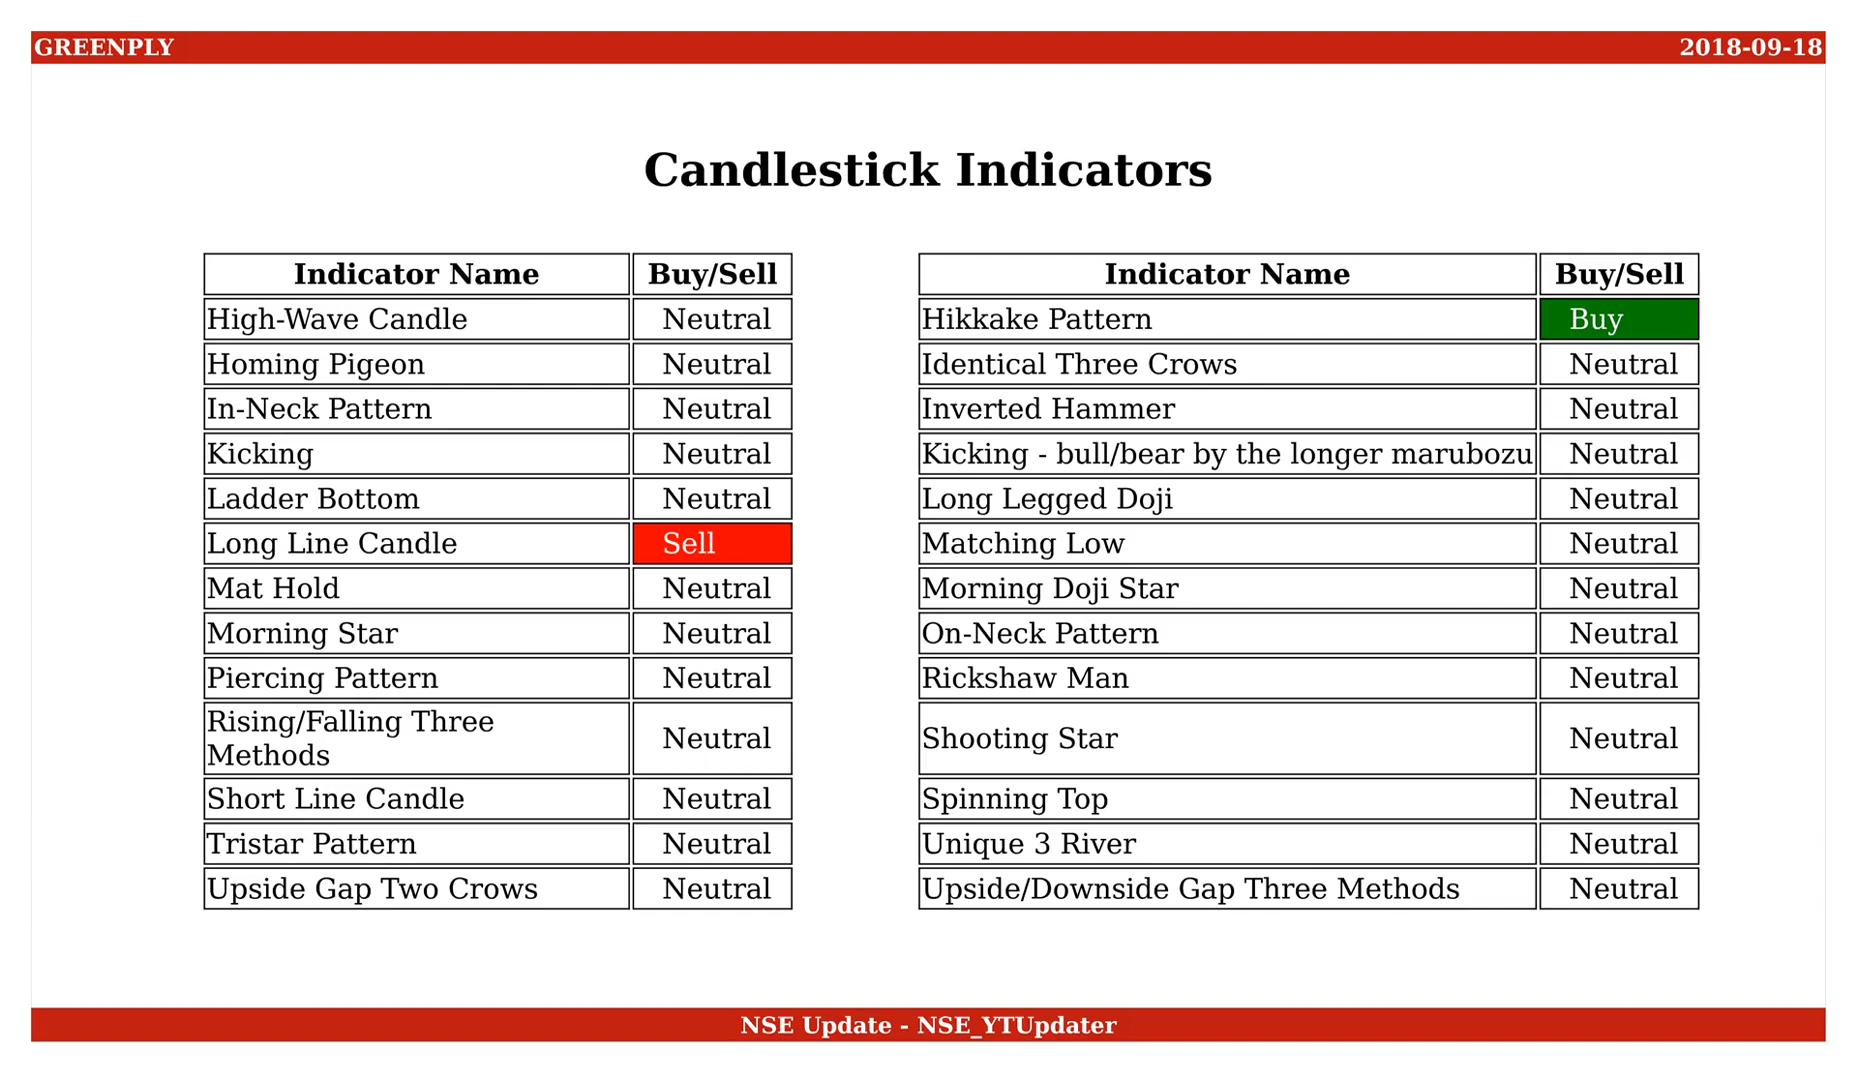 GREENPLY 2018-09-18
Candlestick Indicators
Indicator Name Buy/Sell Indicator Name Buy/Sell
High-Wave Candle Neutral Hikkake Pattern Buy
Homing Pigeon Neutral Identical Three Crows Neutral
In-Neck Pattern Neutral Inverted Hammer Neutral
Kicking Neutral Kicking - bull/bear by the longer marubozu Neutral
Ladder Bottom Neutral Long Legged Doji Neutral
Long Line Candle Sell Matching Low Neutral
Mat Hold Neutral Morning Doji Star Neutral
Morning Star Neutral On-Neck Pattern Neutral
Piercing Pattern Neutral Rickshaw Man Neutral
Rising/Falling Three
Methods Neutral Shooting Star Neutral
Short Line Candle Neutral Spinning Top Neutral
Tristar Pattern Neutral Unique 3 River Neutral
Upside Gap Two Crows Neutral Upside/Downside Gap Three Methods Neutral
NSE Update - NSE_YTUpdater